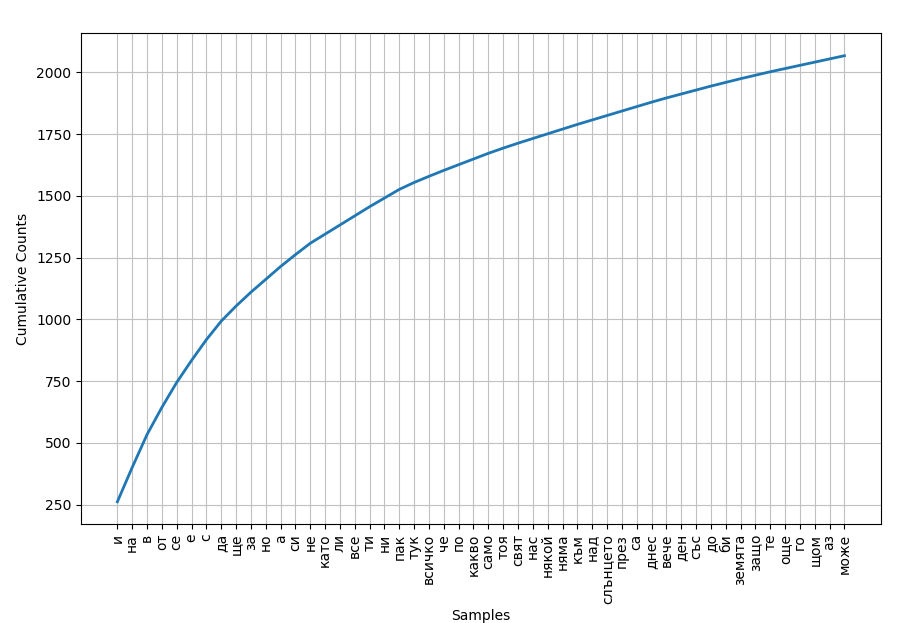 2000
1750
1500
1250
1000
750
500
250
Cumulative Counts
и
на
в
от
се
е
с
да
ще
за
но
а
си
не
като
ли
все
ти
ни
пак
тук
всичко
че
по
какво
само
тоя
свят
нас
някой
няма
към
над
слънцето
през
са
днес
вече
ден
със
до
би
земята
защо
те
още
го
щом
аз
може
Samples